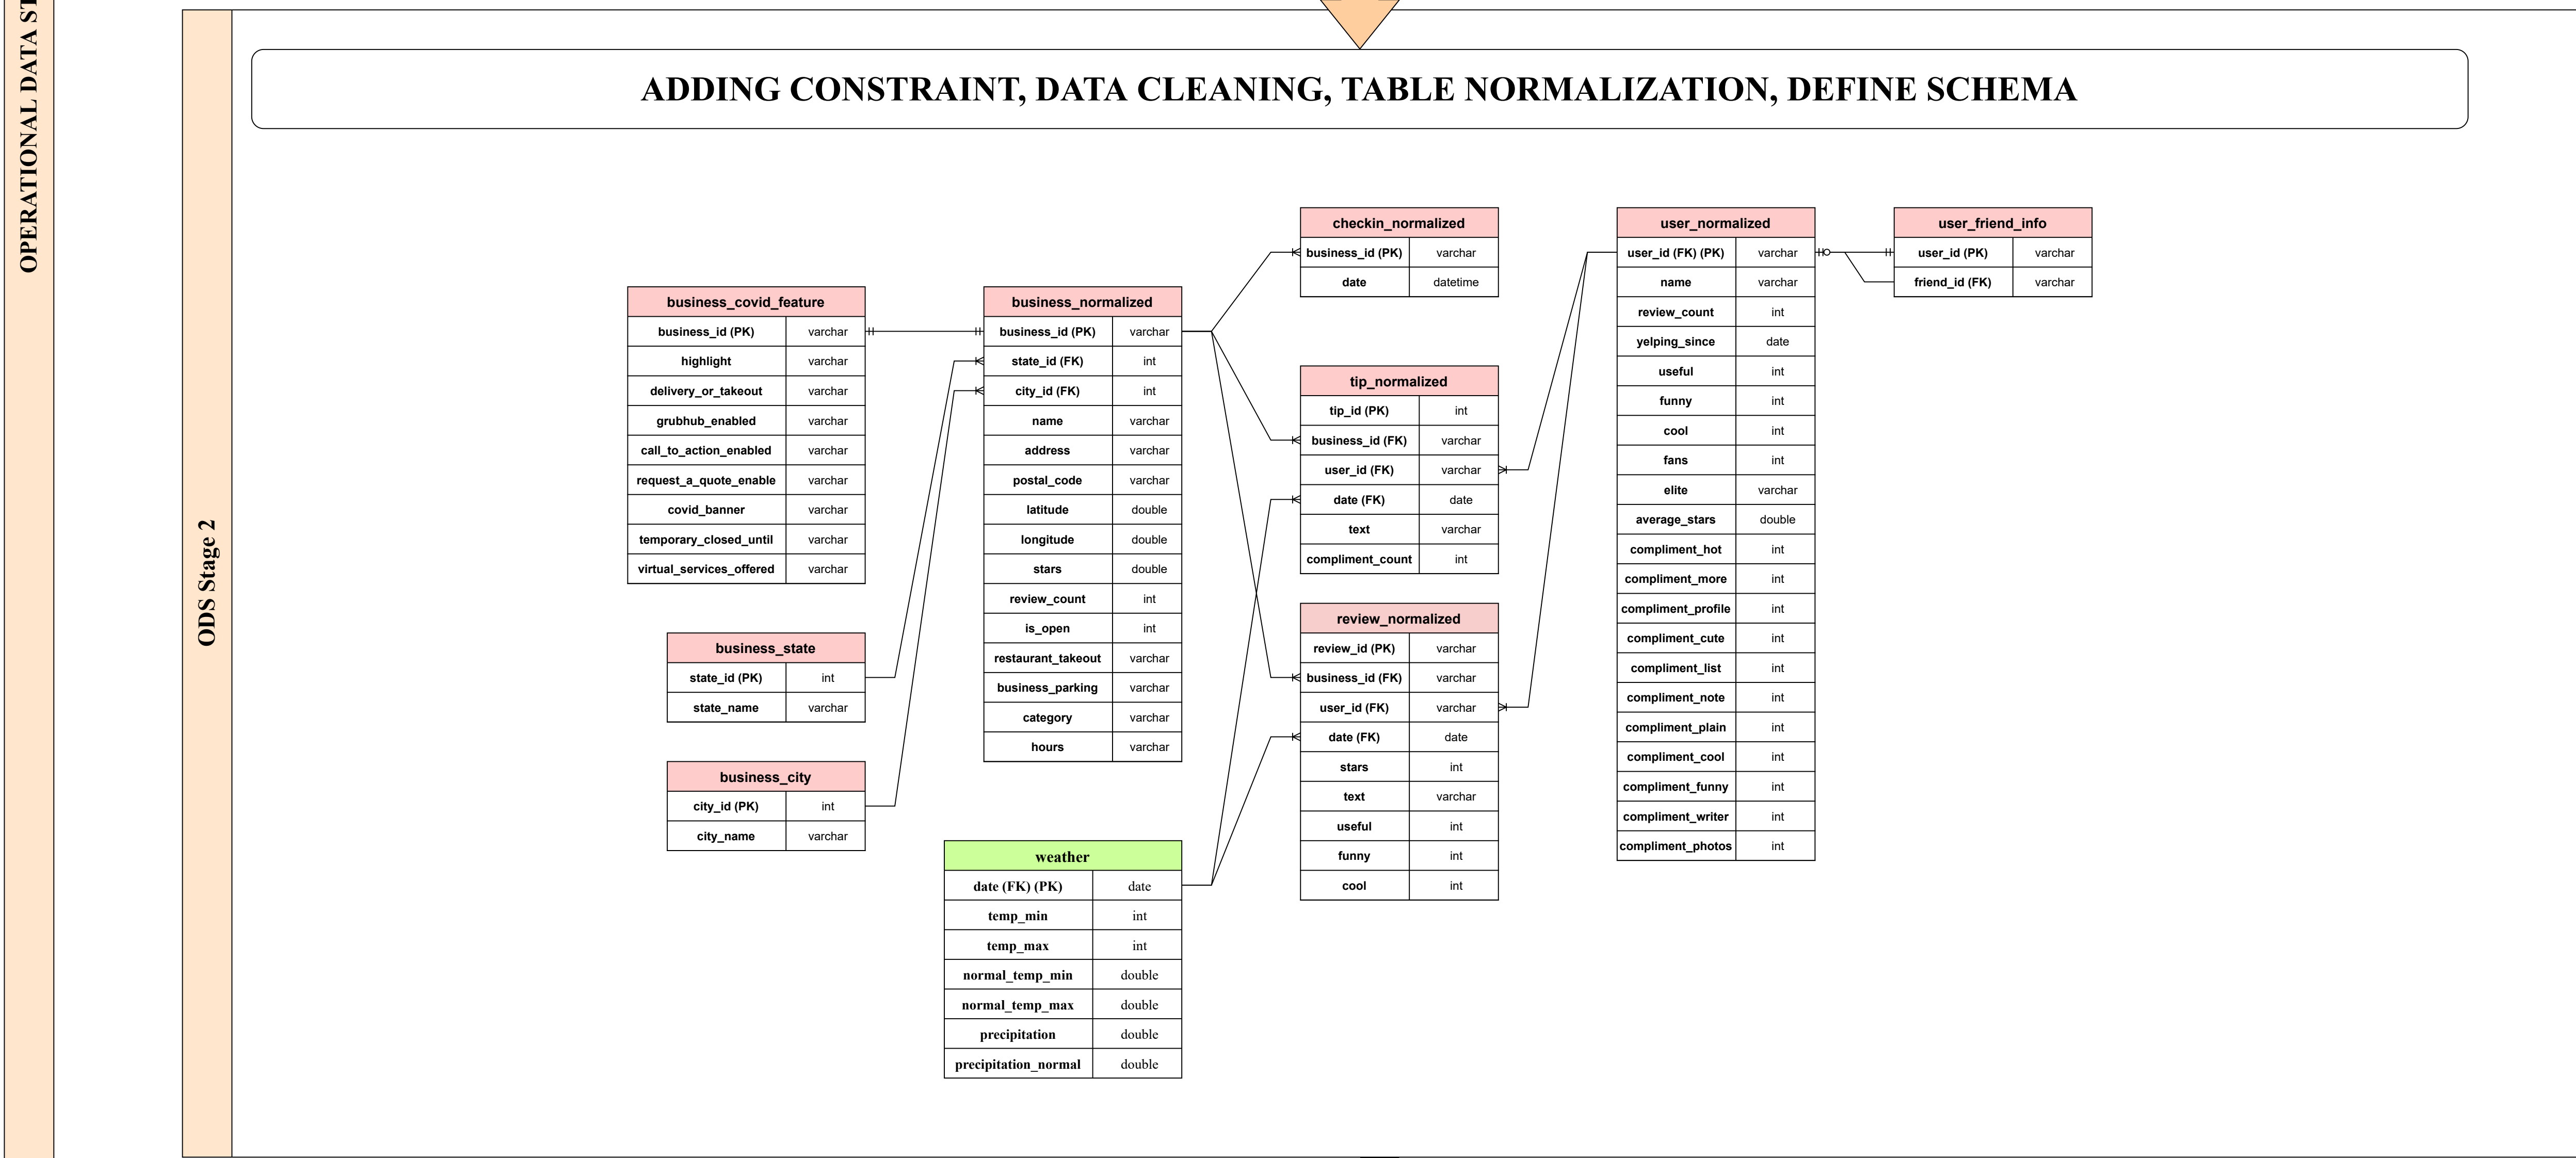 OPERATIONAL DATA ST
ODS Stage 2
ADDING CONSTRAINT, DATA CLEANING, TABLE NORMALIZATION, DEFINE SCHEMA
business_covid_feature
business_id (PK) varchar
highlight varchar
delivery_or_takeout varchar
grubhub_enabled varchar
call_to_action_enabled varchar
request_a_quote_enable varchar
covid_banner varchar
temporary_closed_until varchar
virtual_services_offered varchar
business_state
state_id (PK) int
state_name varchar
business_city
city_id (PK) int
city_name varchar
business_normalized
business_id (PK) varchar
state_id (FK) int
city_id (FK) int
name varchar
address varchar
postal_code varchar
latitude double
longitude double
stars double
review_count int
is_open int
restaurant_takeout varchar
business_parking varchar
category varchar
hours varchar
weather
date (FK) (PK) date
temp_min int
temp_max int
normal_temp_min double
normal_temp_max double
precipitation double
precipitation_normal double
checkin_normalized
business_id (PK) varchar
date datetime
tip_normalized
tip_id (PK) int
business_id (FK) varchar
user_id (FK) varchar
date (FK) date
text varchar
compliment_count int
review_normalized
review_id (PK) varchar
business_id (FK) varchar
user_id (FK) varchar
date (FK) date
stars int
text varchar
useful int
funny int
cool int
user_normalized
user_id (FK) (PK) varchar
name varchar
review_count int
yelping_since date
useful int
funny int
cool int
fans int
elite varchar
average_stars double
compliment_hot int
compliment_more int
compliment_profile int
compliment_cute int
compliment_list int
compliment_note int
compliment_plain int
compliment_cool int
compliment_funny int
compliment_writer int
compliment_photos int
user_friend_info
user_id (PK) varchar
friend_id (FK) varchar